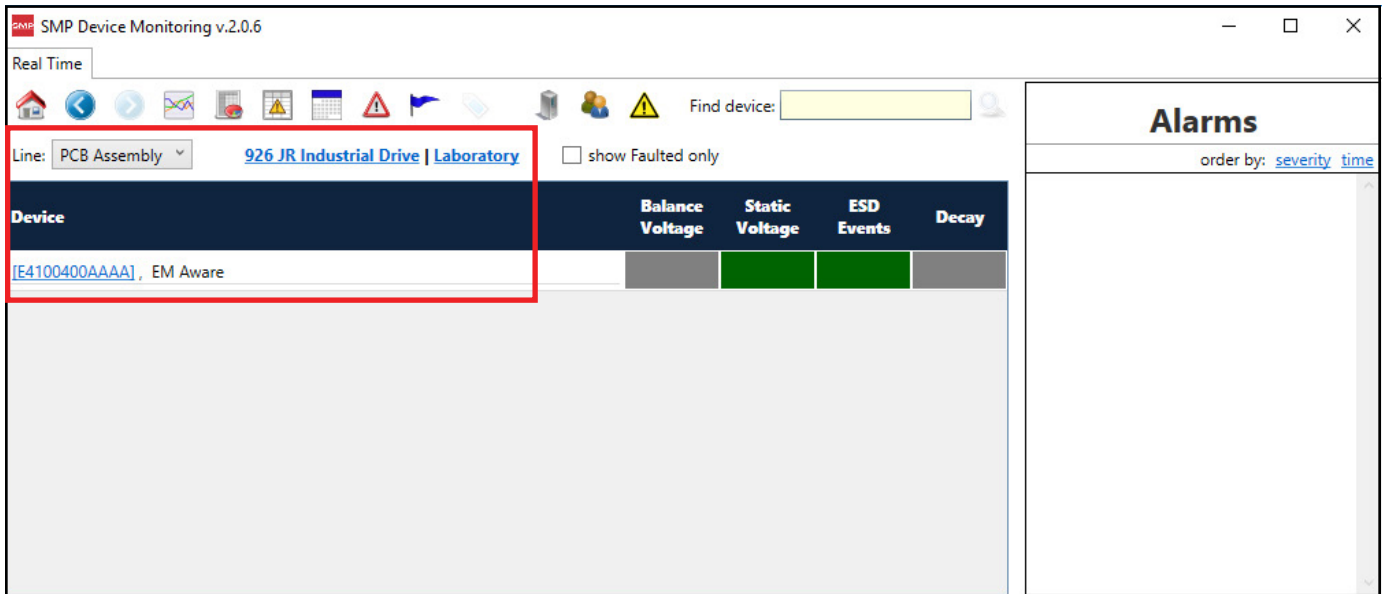 SMP SMP Device Monitoring v.2.0.6
Real Time
Find device:
Line: PCB Assembly 926 JR Industrial Drive | Laboratory show Faulted only
Device Balance Voltage Static Voltage ESD Events Decay
[E4100400AAAA] , EM Aware
Alarms
order by: severity time